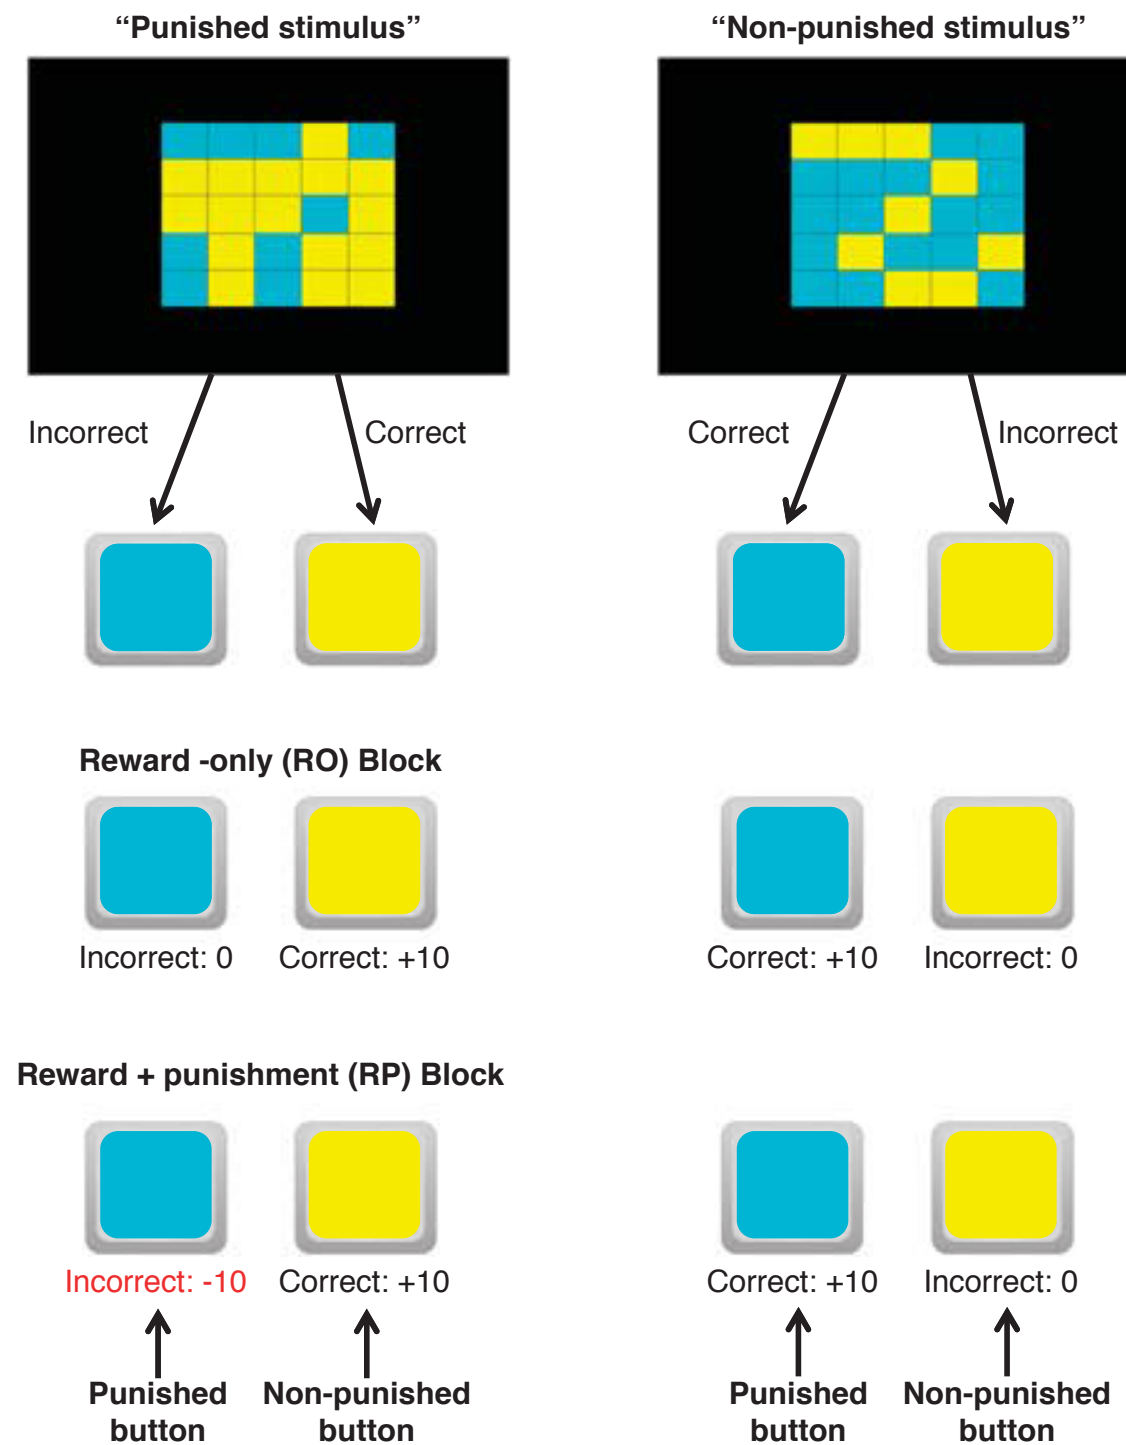 “Punished stimulus”
“Non-punished stimulus”
Incorrect
Correct
Correct
Incorrect
Reward -only (RO) Block
Incorrect: 0
Correct: +10
Correct: +10
Incorrect: 0
Reward + punishment (RP) Block
Incorrect: -10
Correct: +10
Correct: +10
Incorrect: 0
Punished
button
Non-punished
button
Punished
button
Non-punished
button